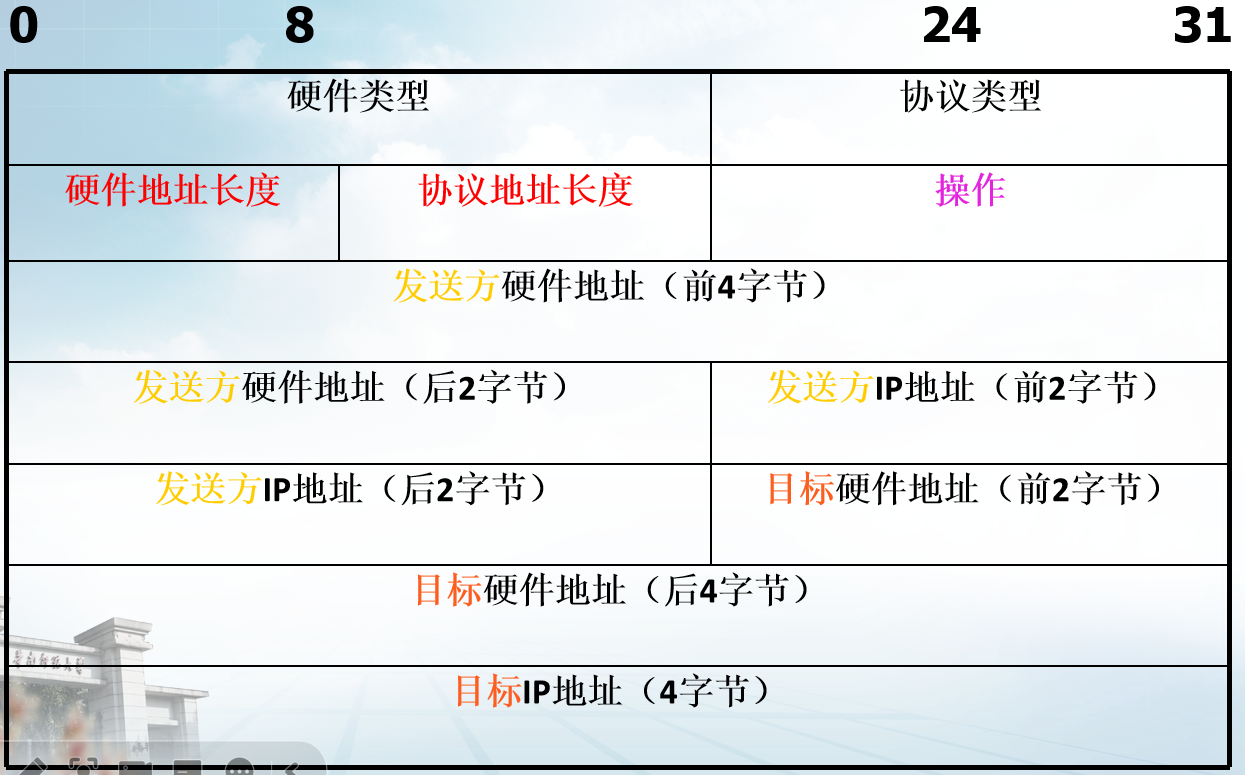 0 8 24 31
硬件类型 协议类型
硬件地址长度 协议地址长度 操作
发送方硬件地址（前4字节）
发送方硬件地址（后2字节） 发送方IP地址（前2字节）
发送方IP地址（后2字节） 目标硬件地址（前2字节）
目标硬件地址（后4字节）
目标IP地址（4字节）